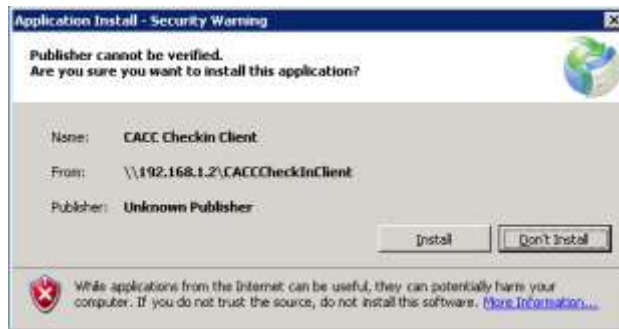 Application Install - Security Warning
Publisher cannot be verified.
Are you sure you want to install this application?
Name: CACC Checkin Client
From: \\192.168.1.2\CACCCheckInClient
Publisher: Unknown Publisher
Install Don't Install
While applications from the Internet can be useful, they can potentially harm your
computer. If you do not trust the source, do not install this software. More Information...